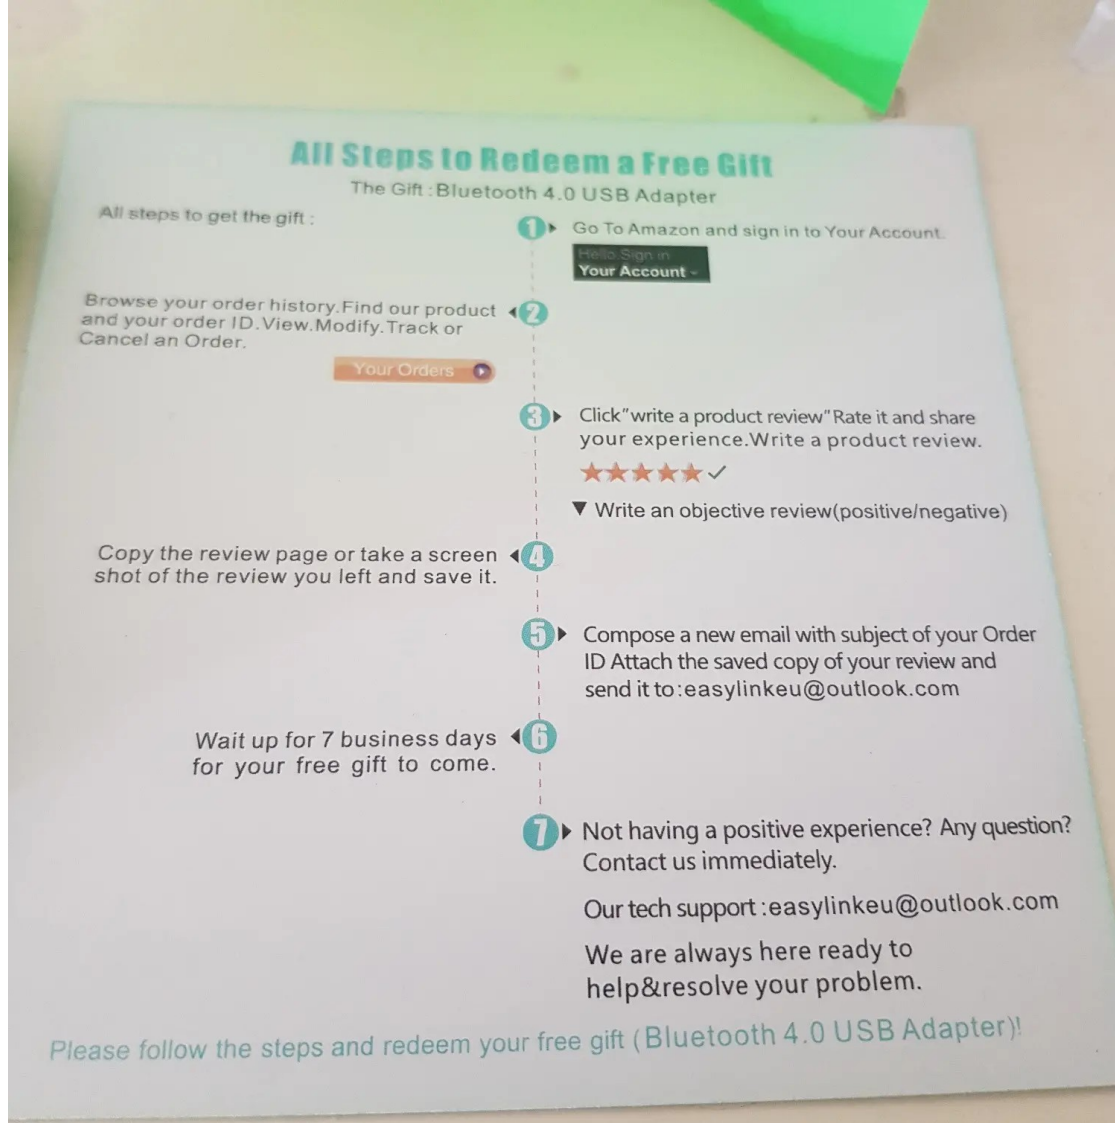 All Steps to Redeem a Free Gift
The Gift :Bluetooth 4.0 USB Adapter
All steps to get the gift :
1
Go To Amazon and sign in to Your Account.
Hello.Sign in
Your Account
Browse your order history.Find our product
and your order ID.View.Modify.Track or
Cancel an Order.
2
Your Orders
3
Click"write a product review"Rate it and share
your experience.Write a product review.
Write an objective review(positive/negative)
Copy the review page or take a screen
shot of the review you left and save it.
4
5
Compose a new email with subject of your Order
ID Attach the saved copy of your review and
send it to:easylinkeu@outlook.com
Wait up for 7 business days
for your free gift to come.
6
7
Not having a positive experience? Any question?
Contact us immediately.
Our tech support :easylinkeu@outlook.com
We are always here ready to
help&resolve your problem.
Please follow the steps and redeem your free gift (Bluetooth 4.0 USB Adapter)!